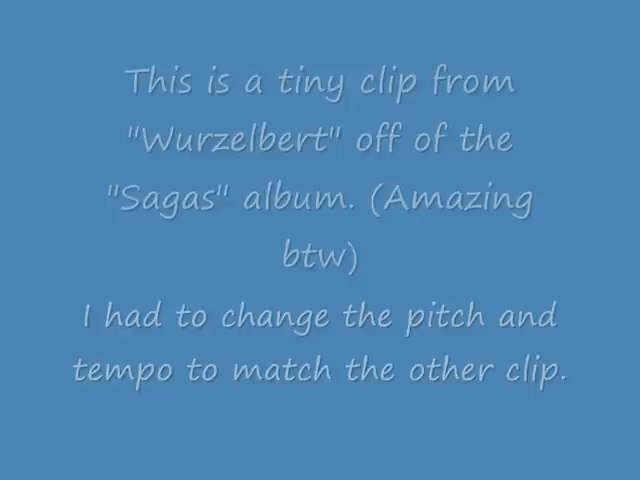 This is a tiny clip from
"Wurzelbert" off of the
"Sagas" album. (Amazing
btw)
I had to change the pitch and
tempo to match the other clip.